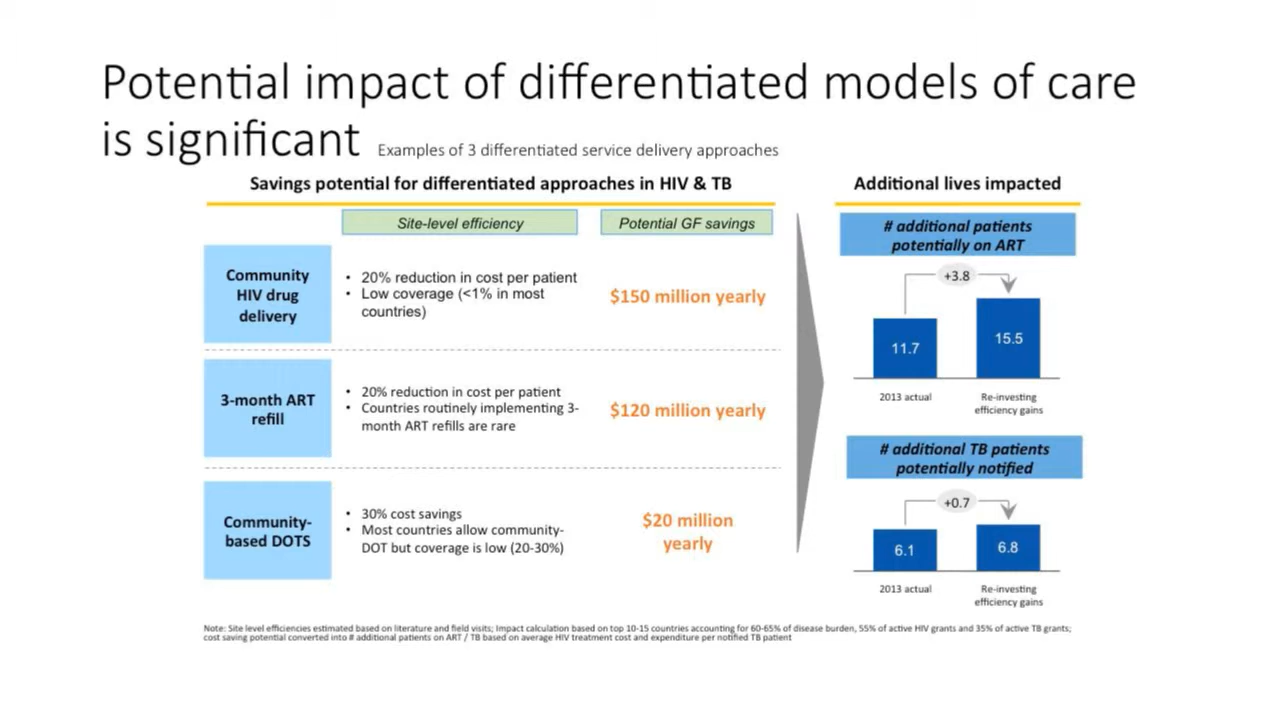 Potential impact of differentiated models of care
is significant Examples of 3 differentiated service delivery approaches
Savings potential for differentiated approaches in HIV & TB
Site-level efficiency
Potential GF savings
Community
HIV drug
delivery
• 20% reduction in cost per patient
• Low coverage (<1% in most
countries)
$150 million yearly
3-month ART
refill
• 20% reduction in cost per patient
• Countries routinely implementing 3-
month ART refills are rare
$120 million yearly
Community-
based DOTS
• 30% cost savings
• Most countries allow community-
DOT but coverage is low (20-30%)
$20 million
yearly
Additional lives impacted
# additional patients
potentially on ART
+3.8
11.7
15.5
2013 actual
Re-investing
efficiency gains
# additional TB patients
potentially notified
+0.7
6.1
6.8
2013 actual
Re-investing
efficiency gains
Note: Site level efficiencies estimated based on literature and field visits; Impact calculation based on top 10-15 countries accounting for 60-65% of disease burden, 55% of active HIV grants and 35% of active TB grants;
cost saving potential converted into # additional patients on ART / TB based on average HIV treatment cost and expenditure per notified TB patient